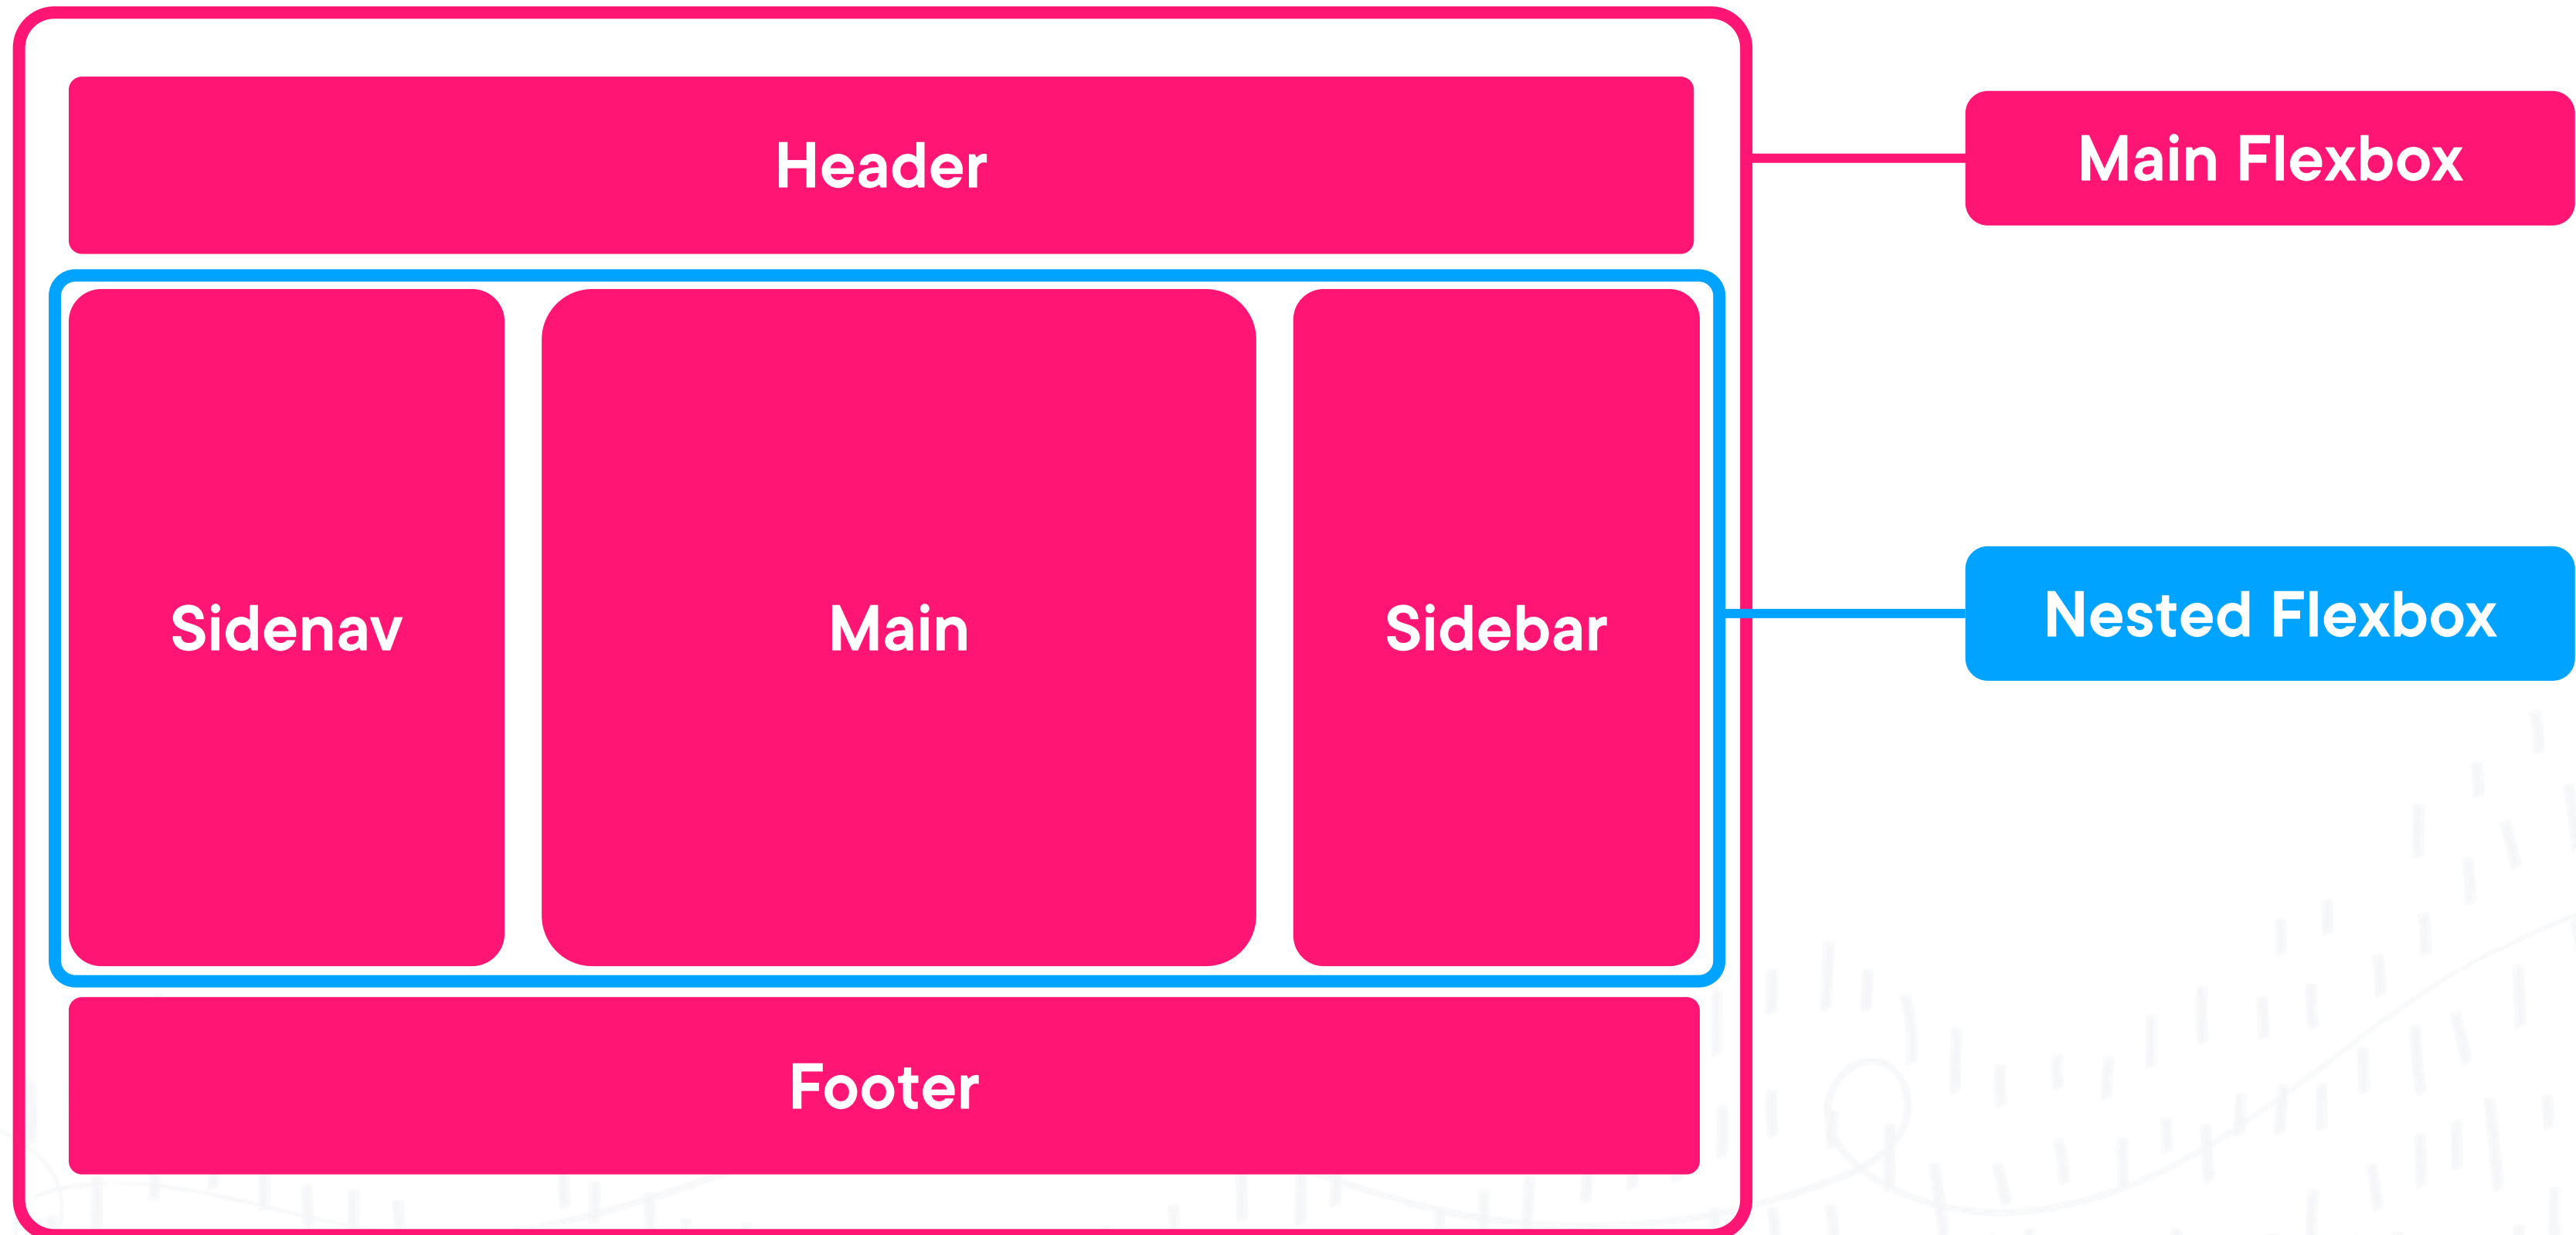 Header
Main Flexbox
Sidenav
Main
Sidebar
Nested Flexbox
Footer